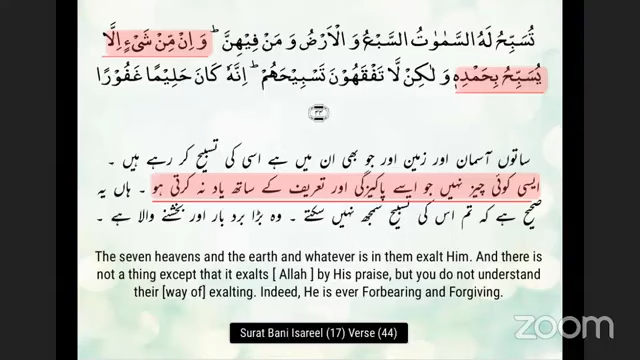 تُسَبِّحُ لَهُ السَّمٰوٰتُ السَّبْعُ وَ الْاَرْضُ وَ مَنْ فِیْهِنَّ ؕ وَ اِنْ مِّنْ شَیْءٍ اِلَّا
یُسَبِّحُ بِحَمْدِهٖ وَ لٰكِنْ لَّا تَفْقَهُوْنَ تَسْبِیْحَهُمْ ؕ اِنَّهٗ كَانَ حَلِیْمًا غَفُوْرًا
﴿۴۴﴾
ساتوں آسمان اور زمین اور جو بھی ان میں ہے اسی کی تسبیح کر رہے ہیں ۔
ایسی کوئی چیز نہیں جو اسے پاکیزگی اور تعریف کے ساتھ یاد نہ کرتی ہو ۔ ہاں یہ
صحیح ہے کہ تم اس کی تسبیح سمجھ نہیں سکتے ۔ وہ بڑا برد بار اور بخشنے والا ہے ۔
The seven heavens and the earth and whatever is in them exalt Him. And there is
not a thing except that it exalts [ Allah ] by His praise, but you do not understand
their [way of] exalting. Indeed, He is ever Forbearing and Forgiving.
Surat Bani Isareel (17) Verse (44)
zoom